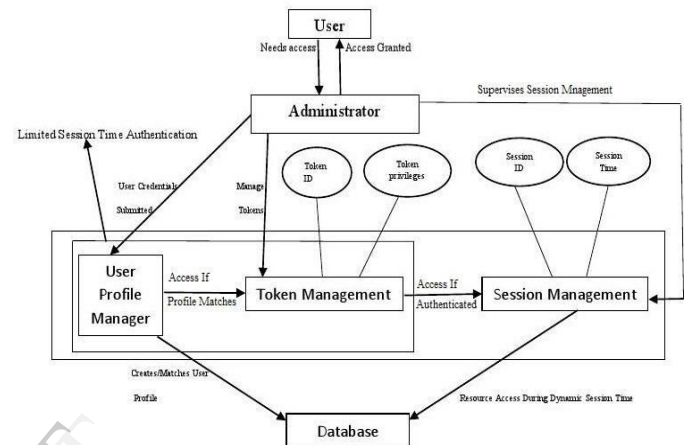 User
Needs access
Access Granted
Supervises Session Mnagement
Administrator
Limited Session Time Authentication
Token
ID
Token
privileges
Session
ID
Session
Time
User Credentials
Submitted
Manage
Tokens
User
Profile
Manager
Access If
Profile Matches
Token Management
Access If
Authenticated
Session Management
Creates/Matches User
Profile
Resource Access During Dynamic Session Time
Database